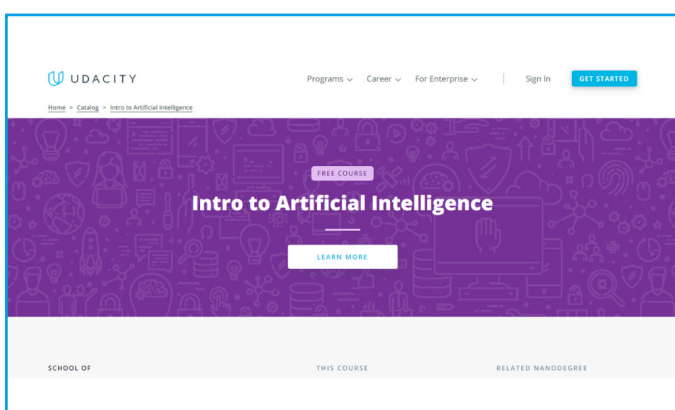 UDACITY Programs Career For Enterprise Sign In GET STARTED
Home > Catalog > Intro to Artificial Intelligence
FREE COURSE
Intro to Artificial Intelligence
LEARN MORE
SCHOOL OF THIS COURSE RELATED NANODEGREE